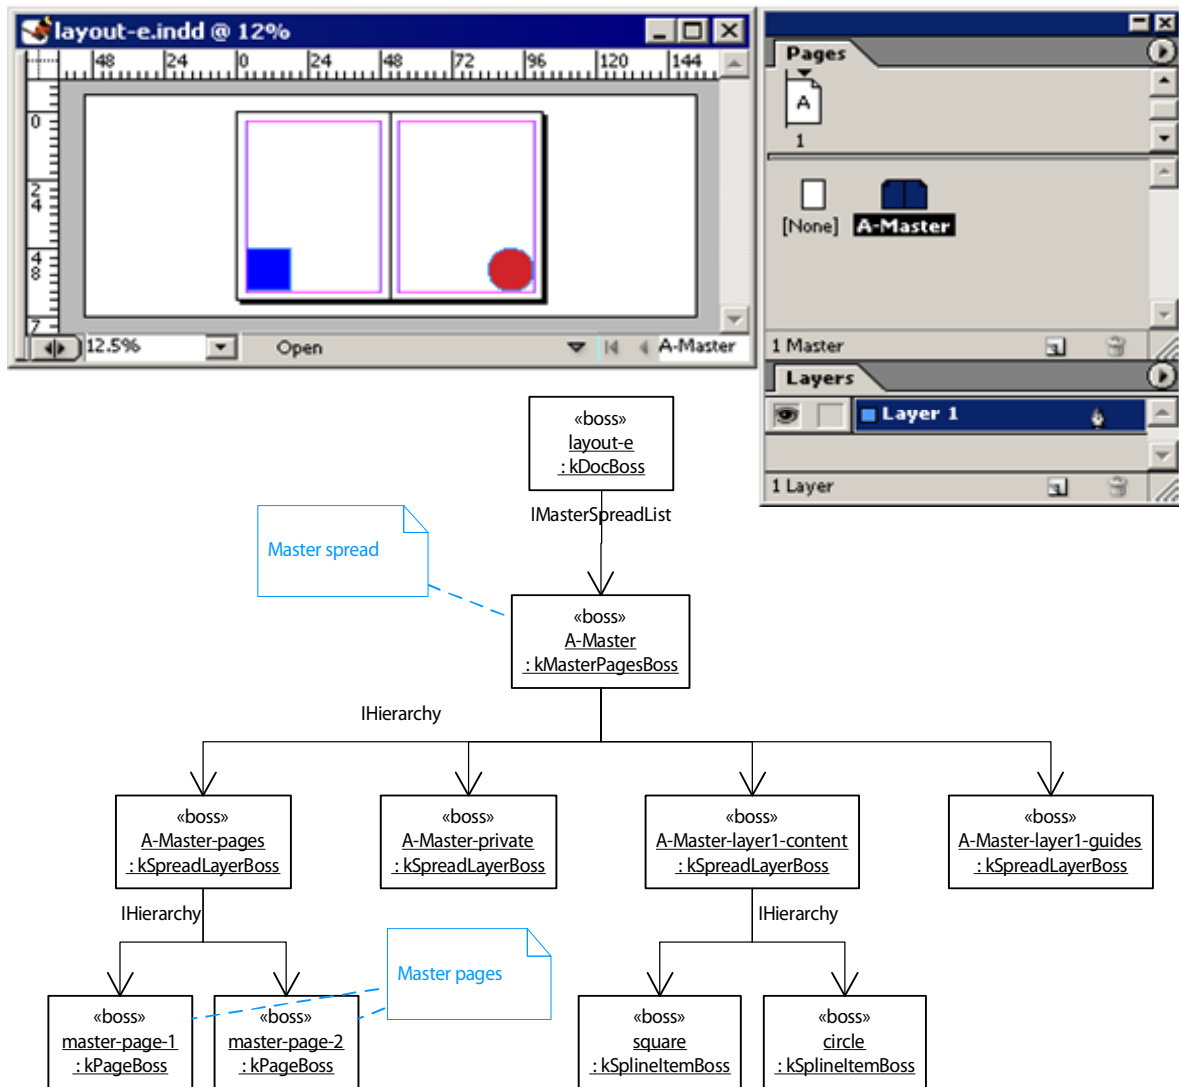 layout-e.indd @ 12%
48 24 0 24 48 72 96 120 144
0
2
4
4
8
7
12.5%
Open
A-Master
Pages
A
1
[None]
A-Master
1 Master
Layers
Layer 1
1 Layer
«boss»
layout-e
: kDocBoss
IMasterSpreadList
Master spread
«boss»
A-Master
: kMasterPagesBoss
IHierarchy
«boss»
A-Master-pages
: kSpreadLayerBoss
«boss»
A-Master-private
: kSpreadLayerBoss
«boss»
A-Master-layer1-content
: kSpreadLayerBoss
«boss»
A-Master-layer1-guides
: kSpreadLayerBoss
IHierarchy
IHierarchy
Master pages
«boss»
master-page-1
: kPageBoss
«boss»
master-page-2
: kPageBoss
«boss»
square
: kSplineItemBoss
«boss»
circle
: kSplineItemBoss